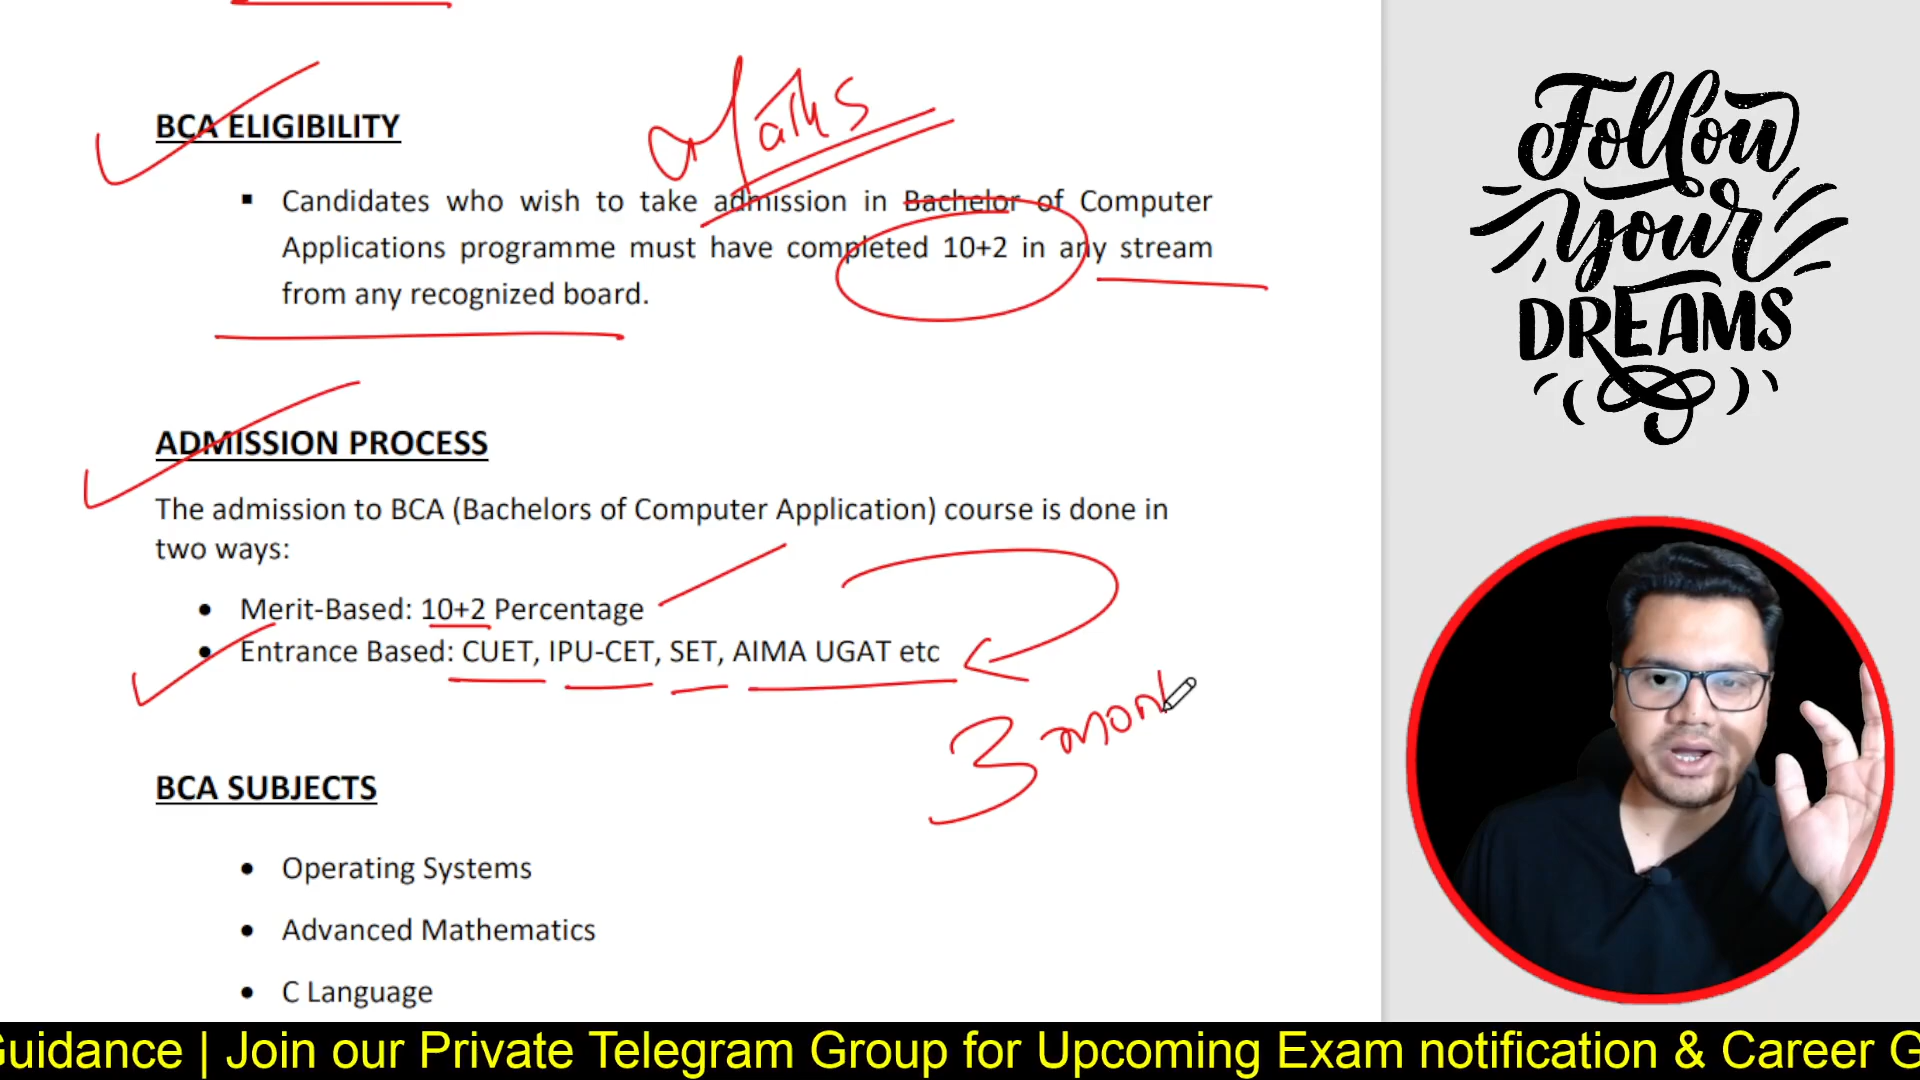 BCA ELIGIBILITY
Maths
▪ Candidates who wish to take admission in Bachelor of Computer
Applications programme must have completed 10+2 in any stream
from any recognized board.
ADMISSION PROCESS
The admission to BCA (Bachelors of Computer Application) course is done in
two ways:
• Merit-Based: 10+2 Percentage
• Entrance Based: CUET, IPU-CET, SET, AIMA UGAT etc
3 mont
BCA SUBJECTS
• Operating Systems
• Advanced Mathematics
• C Language
Follow
Your
DREAMS
Guidance | Join our Private Telegram Group for Upcoming Exam notification & Career G